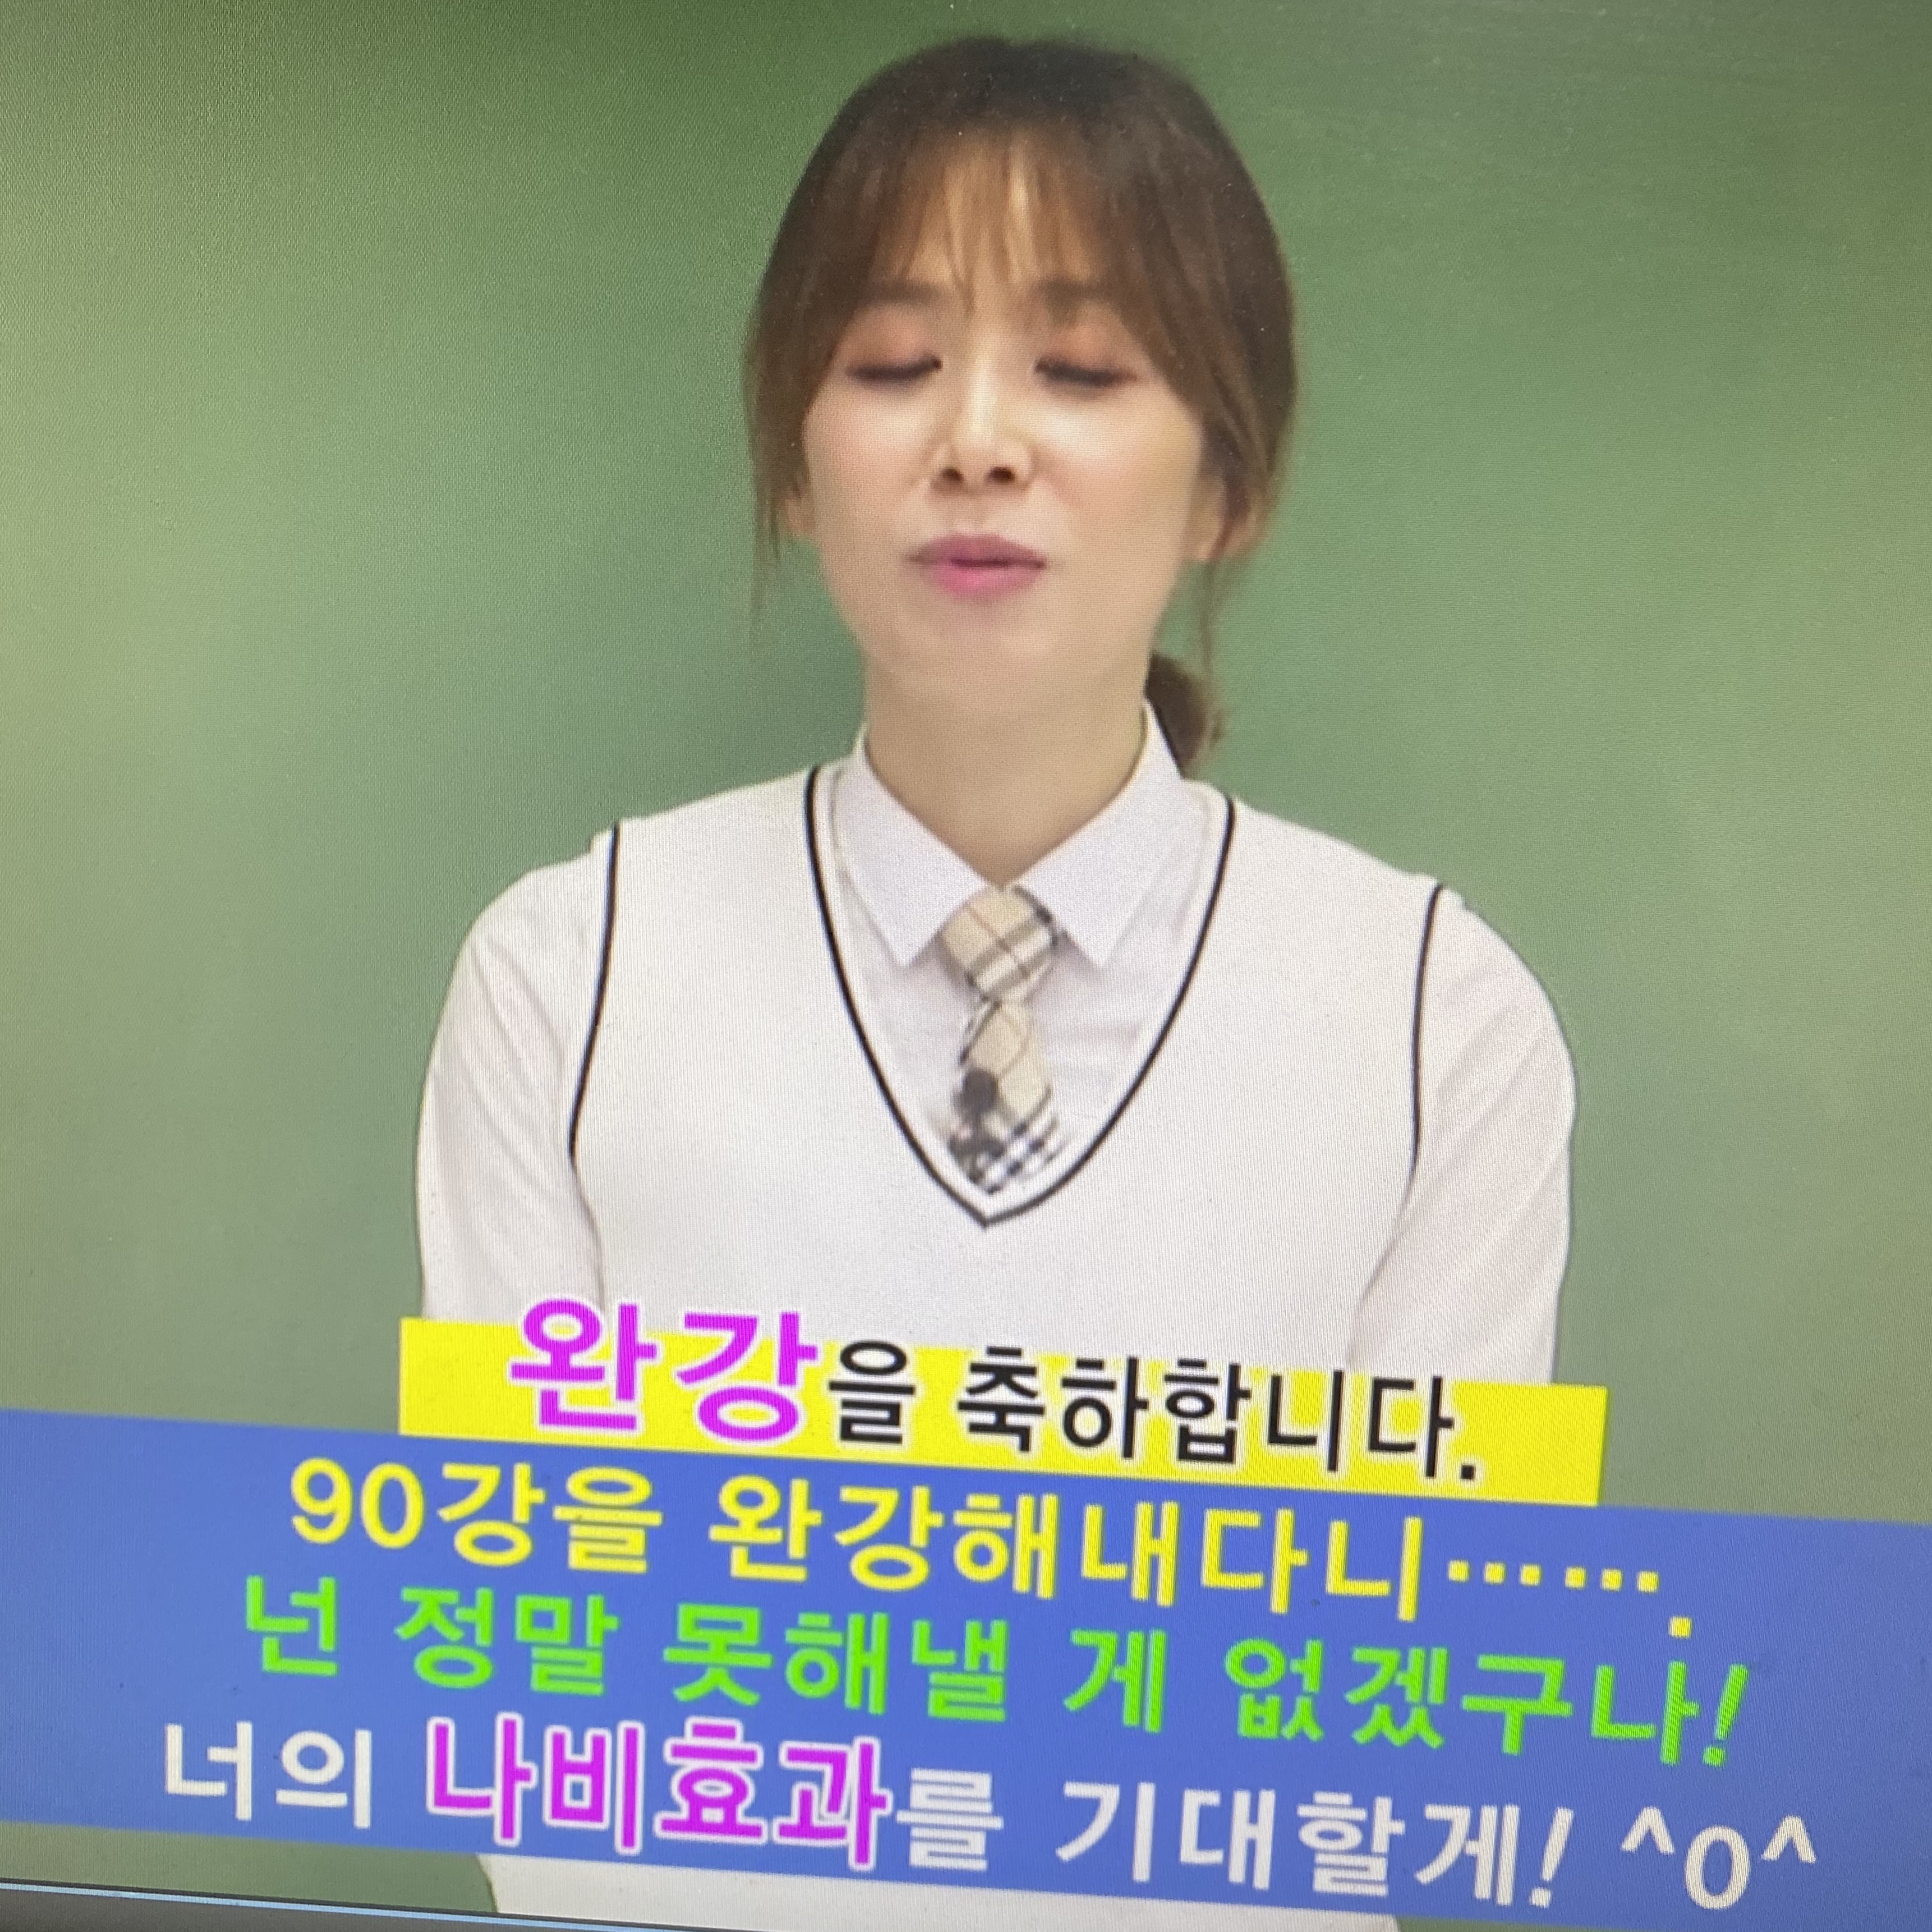 완강을 축하합니다.
90강을 완강해내다니…….
넌 정말 못해낼 게 없겠구나!
너의 나비효과를 기대할게! ^0^